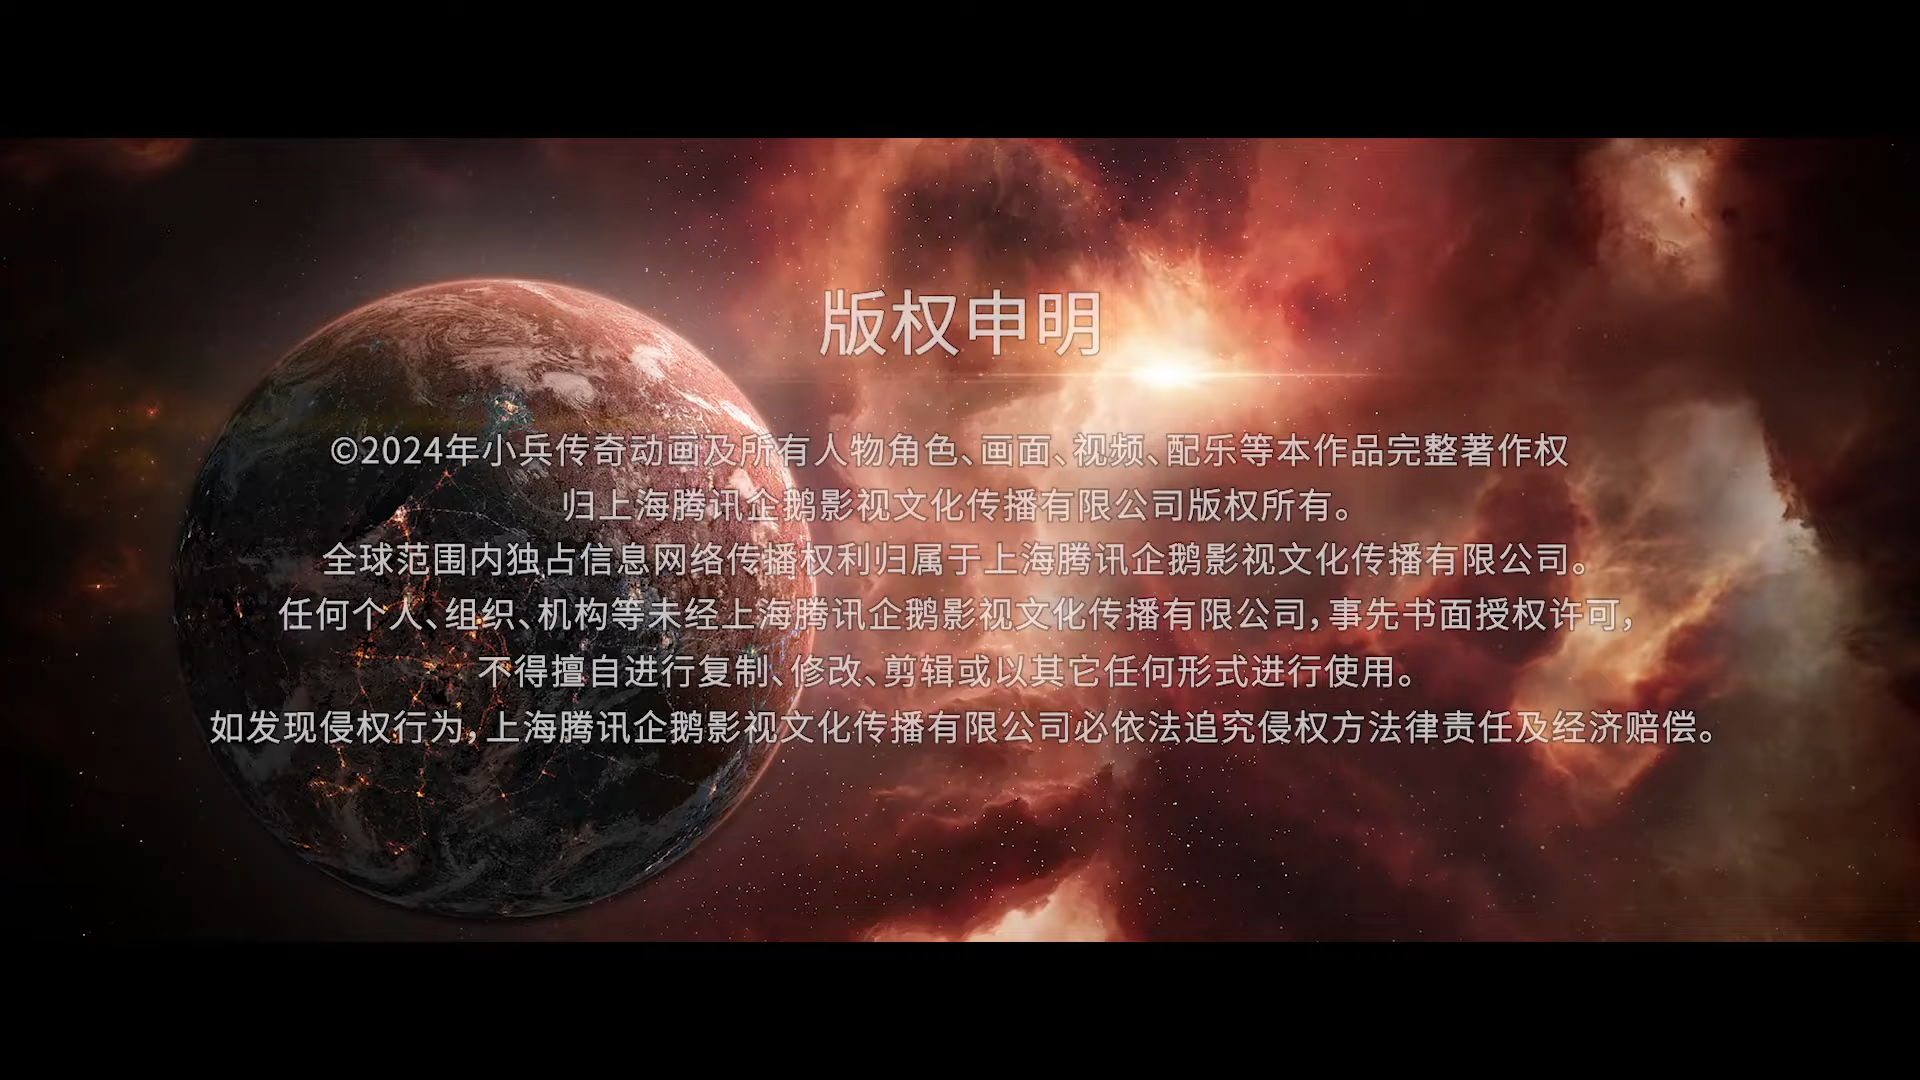 版权申明
©2024年小兵传奇动画及所有人物角色、画面、视频、配乐等本作品完整著作权
归上海腾讯企鹅影视文化传播有限公司版权所有。
全球范围内独占信息网络传播权利归属于上海腾讯企鹅影视文化传播有限公司。
任何个人、组织、机构等未经上海腾讯企鹅影视文化传播有限公司,事先书面授权许可,
不得擅自进行复制、修改、剪辑或以其它任何形式进行使用。
如发现侵权行为,上海腾讯企鹅影视文化传播有限公司必依法追究侵权方法律责任及经济赔偿。